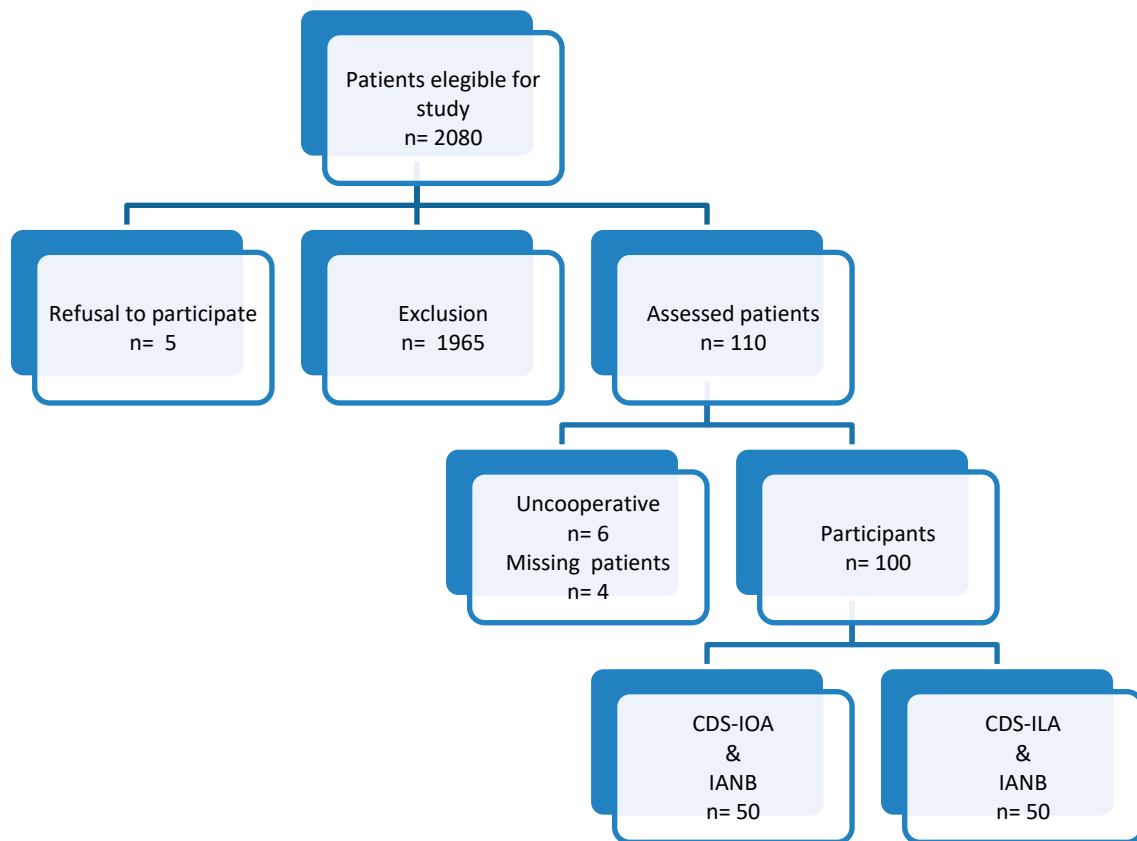 Patients elegible for
study
n= 2080
Refusal to participate
n= 5
Exclusion
n= 1965
Assessed patients
n= 110
Uncooperative
n= 6
Missing patients
n= 4
Participants
n= 100
CDS-IOA
&
IANB
n= 50
CDS-ILA
&
IANB
n= 50